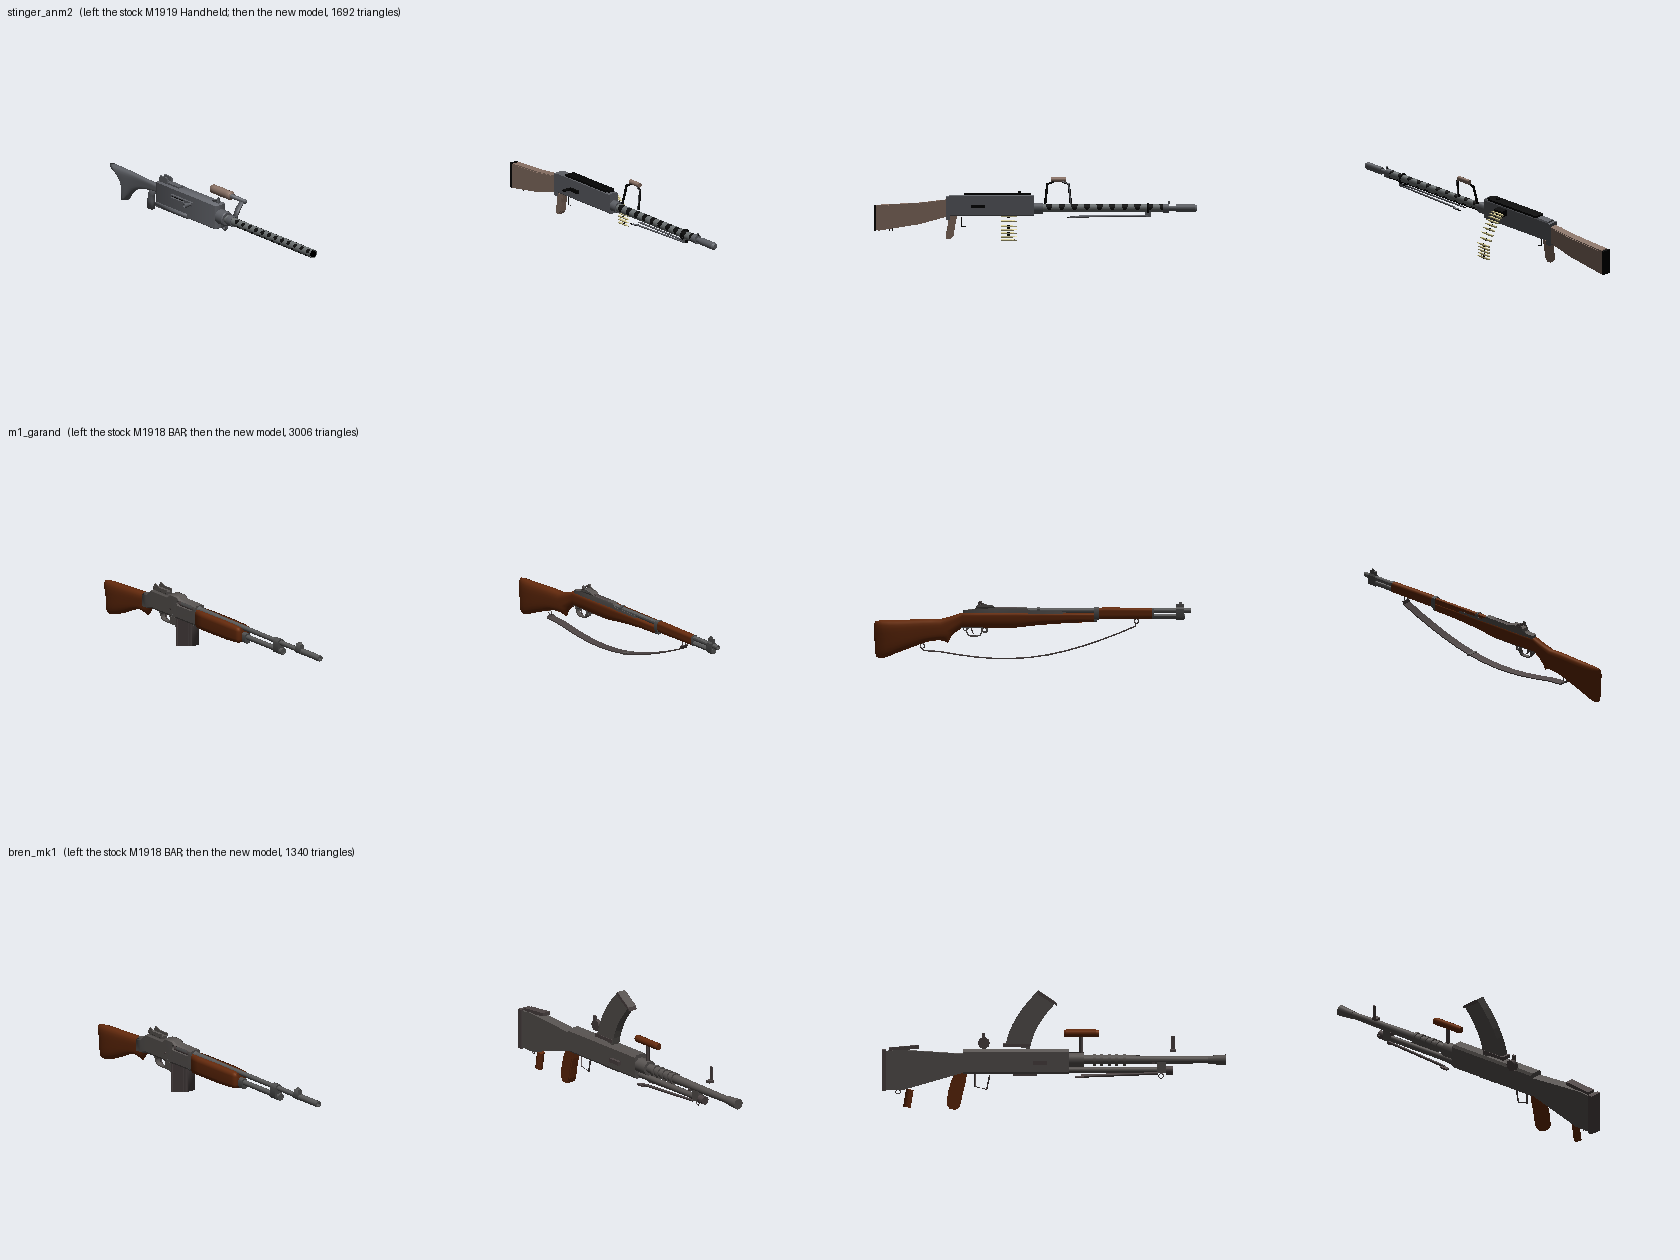 stinger_anm2 (left: the stock M1919 Handheld; then the new model, 1692 triangles)
m1_garand (left: the stock M1918 BAR; then the new model, 3006 triangles)
bren_mk1 (left: the stock M1918 BAR; then the new model, 1340 triangles)